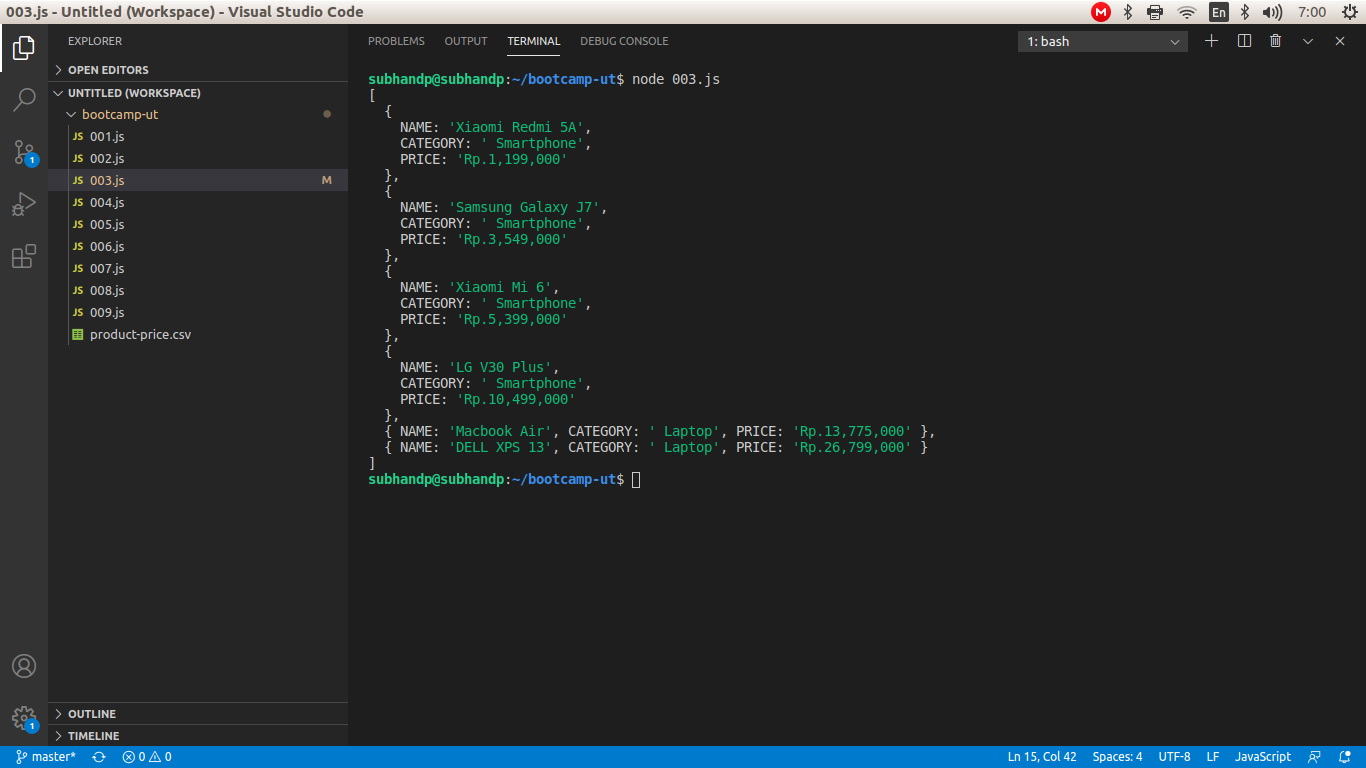 003.js - Untitled (Workspace) - Visual Studio Code
M En 7:00
EXPLORER
OPEN EDITORS
UNTITLED (WORKSPACE)
bootcamp-ut
JS 001.js
JS 002.js
JS 003.js M
JS 004.js
JS 005.js
JS 006.js
JS 007.js
JS 008.js
JS 009.js
product-price.csv
OUTLINE
TIMELINE
1
1
PROBLEMS OUTPUT TERMINAL DEBUG CONSOLE 1: bash
subhandp@subhandp:~/bootcamp-ut$ node 003.js
[
  {
    NAME: 'Xiaomi Redmi 5A',
    CATEGORY: ' Smartphone',
    PRICE: 'Rp.1,199,000'
  },
  {
    NAME: 'Samsung Galaxy J7',
    CATEGORY: ' Smartphone',
    PRICE: 'Rp.3,549,000'
  },
  {
    NAME: 'Xiaomi Mi 6',
    CATEGORY: ' Smartphone',
    PRICE: 'Rp.5,399,000'
  },
  {
    NAME: 'LG V30 Plus',
    CATEGORY: ' Smartphone',
    PRICE: 'Rp.10,499,000'
  },
  { NAME: 'Macbook Air', CATEGORY: ' Laptop', PRICE: 'Rp.13,775,000' },
  { NAME: 'DELL XPS 13', CATEGORY: ' Laptop', PRICE: 'Rp.26,799,000' }
]
subhandp@subhandp:~/bootcamp-ut$
master* 0 0 Ln 15, Col 42 Spaces: 4 UTF-8 LF JavaScript